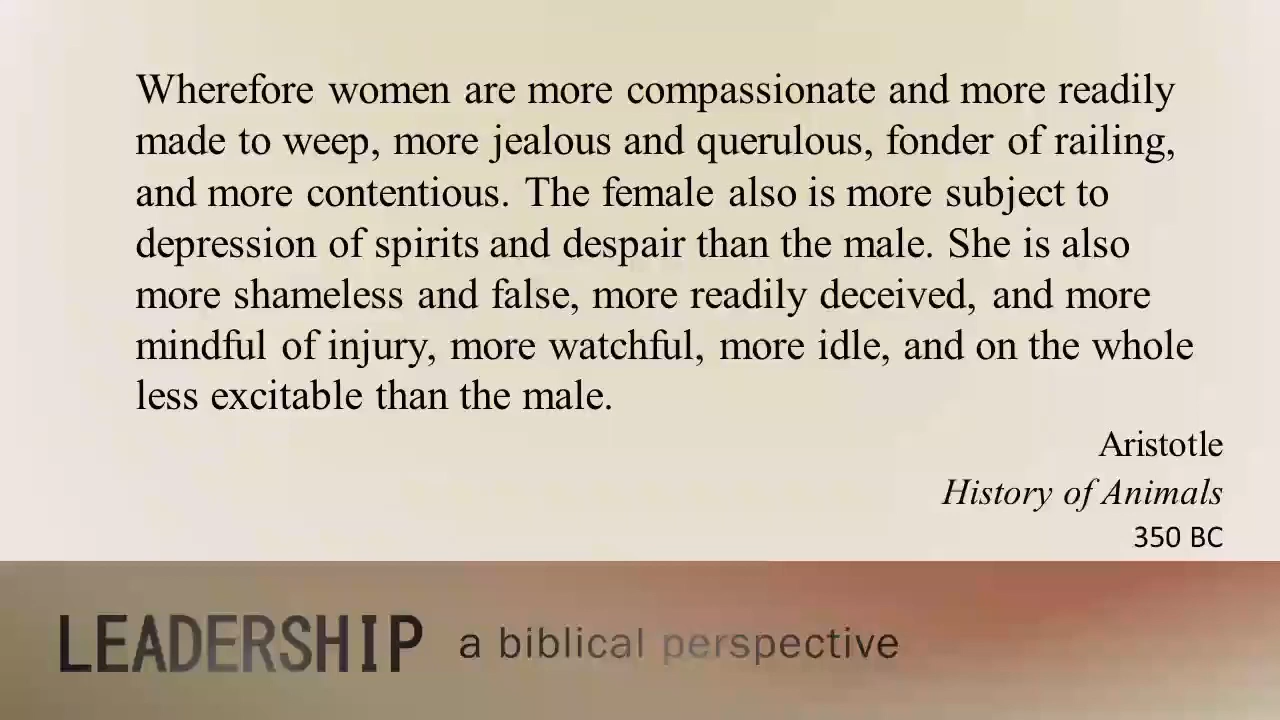 Wherefore women are more compassionate and more readily
made to weep, more jealous and querulous, fonder of railing,
and more contentious. The female also is more subject to
depression of spirits and despair than the male. She is also
more shameless and false, more readily deceived, and more
mindful of injury, more watchful, more idle, and on the whole
less excitable than the male.
Aristotle
History of Animals
350 BC
LEADERSHIP a biblical perspective